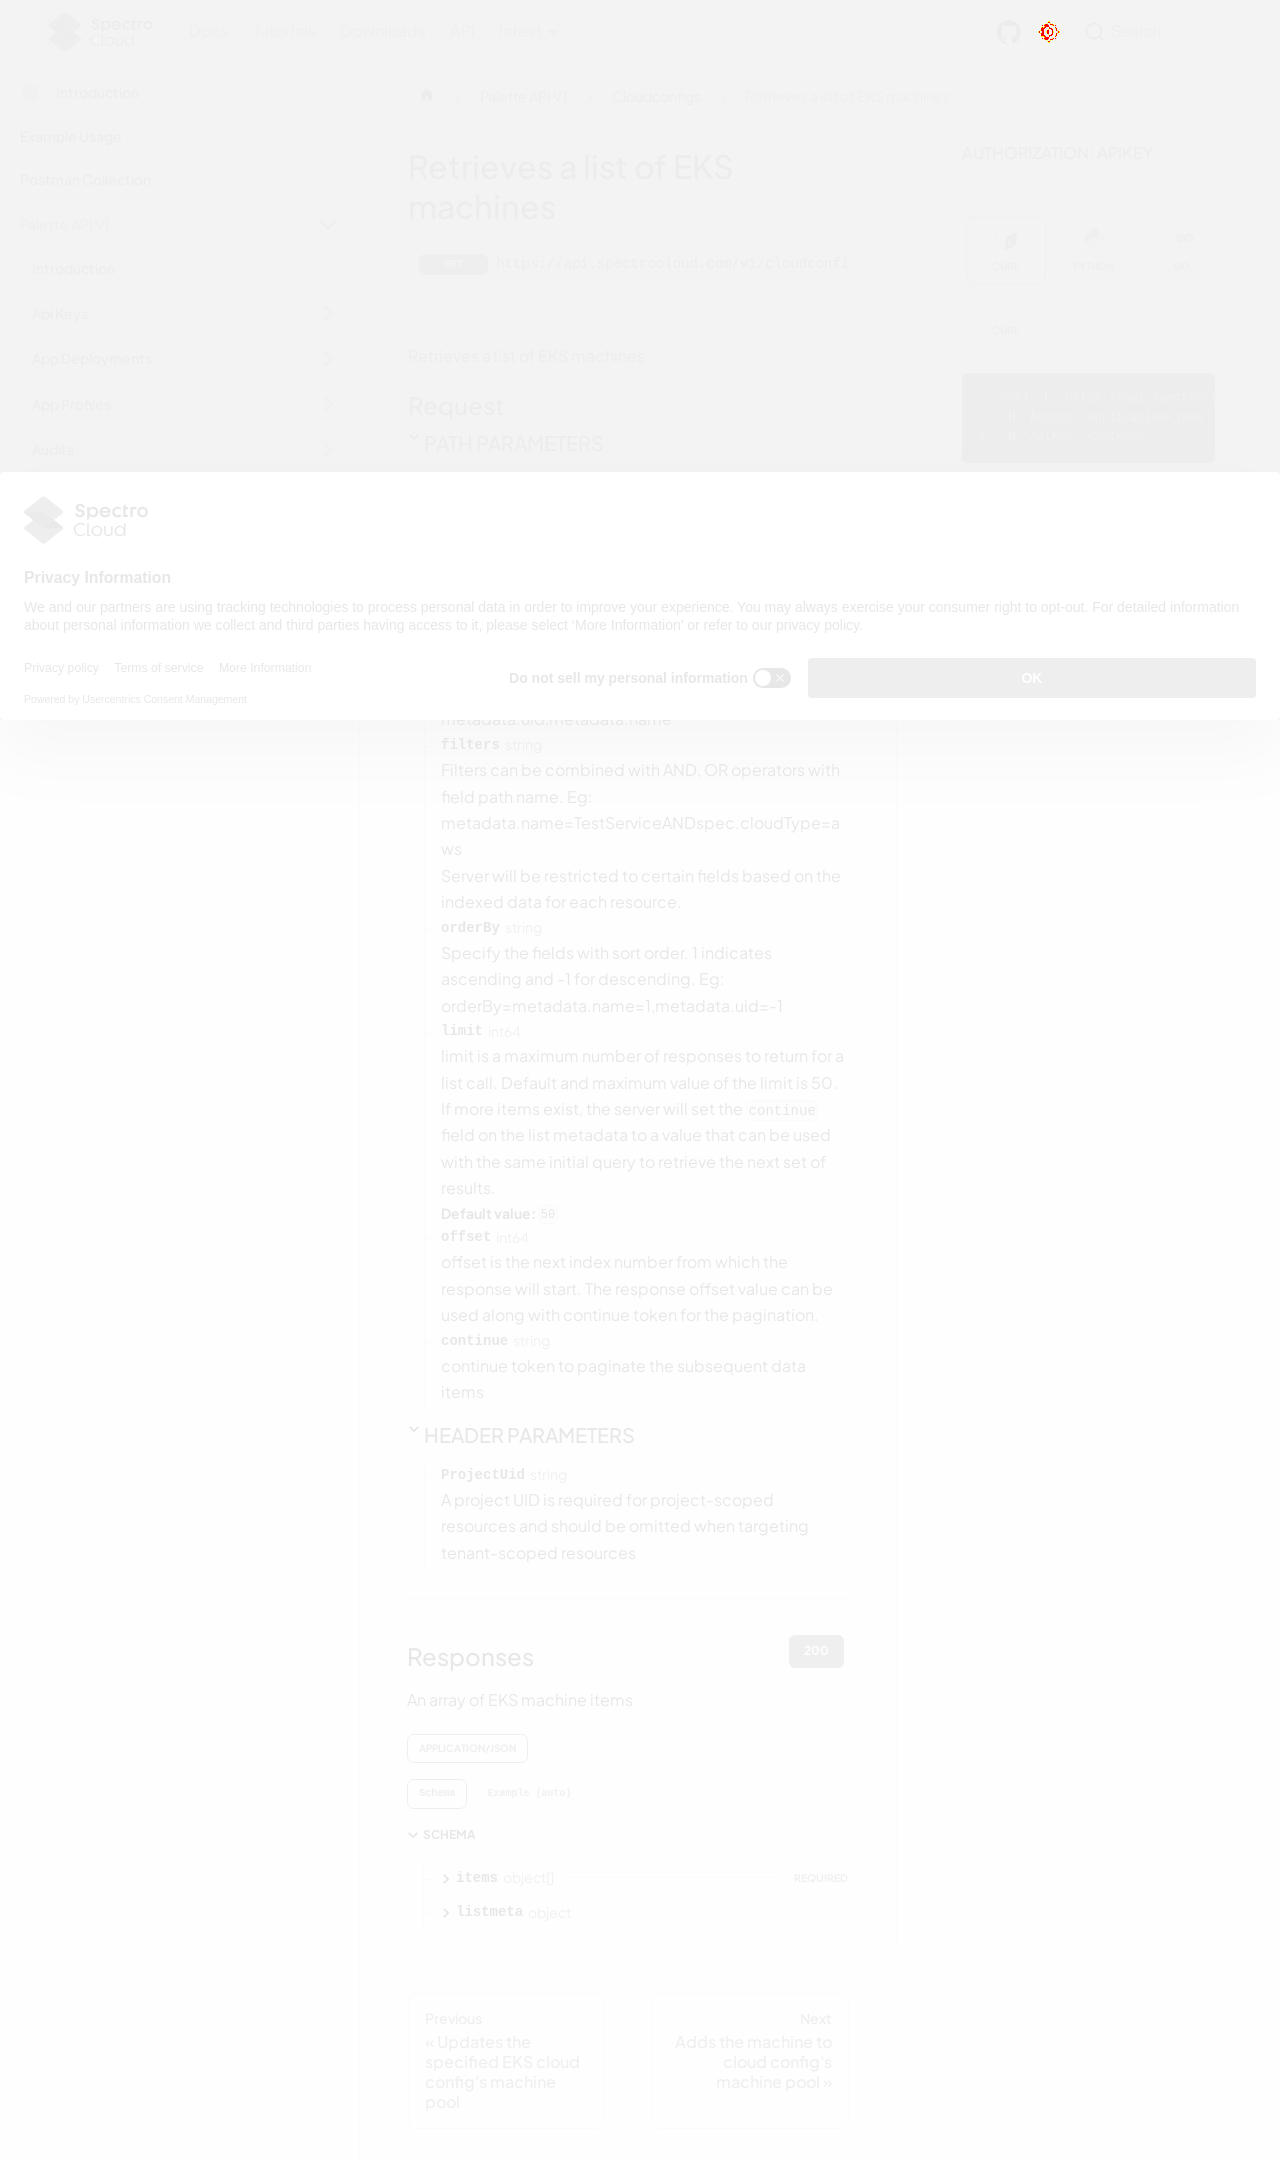 Spectro
Cloud
Docs
Tutorials
Downloads
API
latest
Search
Introduction
Example Usage
Postman Collection
Palette API V1
Introduction
Api Keys
App Deployments
App Profiles
Audits
Palette API V1
Cloudconfigs
Retrieves a list of EKS machines
Retrieves a list of EKS
machines
GET
https://api.spectrocloud.com/v1/cloudconfi
Retrieves a list of EKS machines
Request
PATH PARAMETERS
AUTHORIZATION: APIKEY
CURL
PYTHON
GO
CURL
Spectro
Cloud
Privacy Information
We and our partners are using tracking technologies to process personal data in order to improve your experience. You may always exercise your consumer right to opt-out. For detailed information
about personal information we collect and third parties having access to it, please select 'More Information' or refer to our privacy policy.
Privacy policy
Terms of service
More Information
Do not sell my personal information
OK
Powered by Usercentrics Consent Management
metadata.uid,metadata.name
filters string
Filters can be combined with AND, OR operators with
field path name. Eg:
metadata.name=TestServiceANDspec.cloudType=a
ws
Server will be restricted to certain fields based on the
indexed data for each resource.
orderBy string
Specify the fields with sort order. 1 indicates
ascending and -1 for descending. Eg:
orderBy=metadata.name=1,metadata.uid=-1
limit int64
limit is a maximum number of responses to return for a
list call. Default and maximum value of the limit is 50.
If more items exist, the server will set the continue
field on the list metadata to a value that can be used
with the same initial query to retrieve the next set of
results.
Default value: 50
offset int64
offset is the next index number from which the
response will start. The response offset value can be
used along with continue token for the pagination.
continue string
continue token to paginate the subsequent data
items
HEADER PARAMETERS
ProjectUid string
A project UID is required for project-scoped
resources and should be omitted when targeting
tenant-scoped resources
Responses
200
An array of EKS machine items
APPLICATION/JSON
Schema
Example (auto)
SCHEMA
items object[]
REQUIRED
listmeta object
Previous
« Updates the
specified EKS cloud
config's machine
pool
Next
Adds the machine to
cloud config's
machine pool »